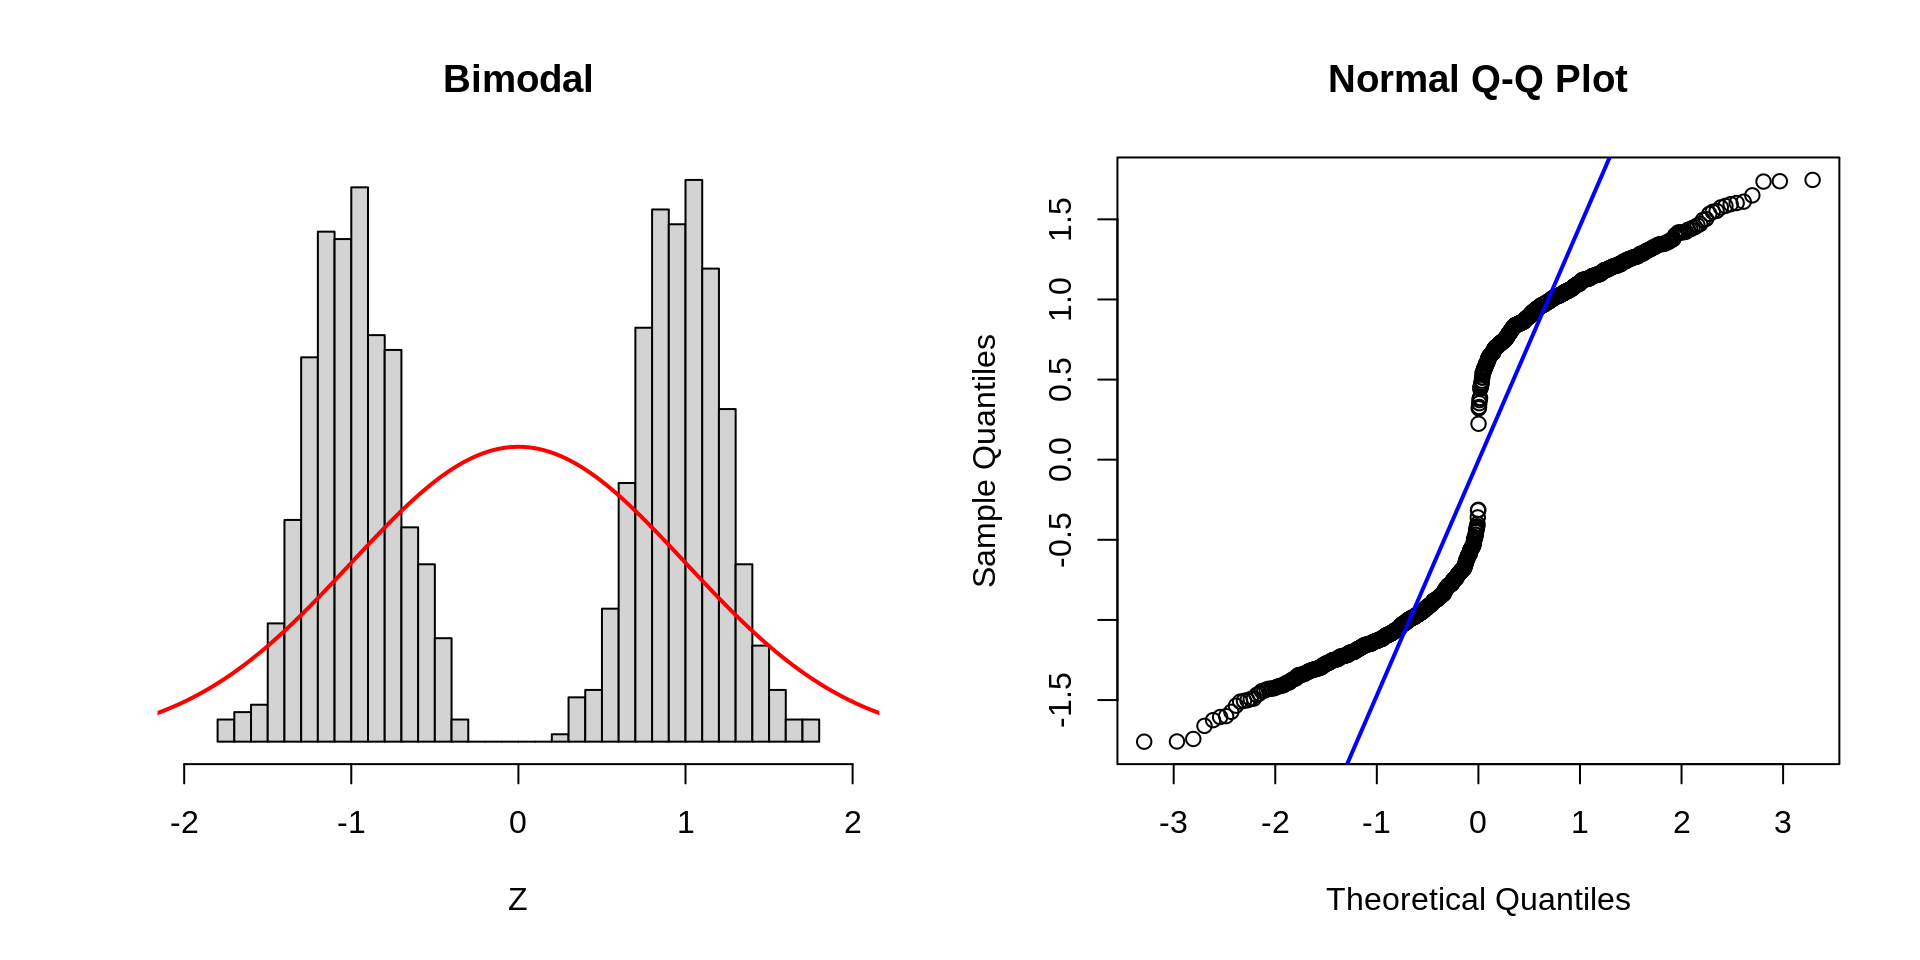 Bimodal
-2 -1 0 1 2
Z
Normal Q-Q Plot
Sample Quantiles
1.5
1.0
0.5
0.0
-0.5
-1.5
-3 -2 -1 0 1 2 3
Theoretical Quantiles